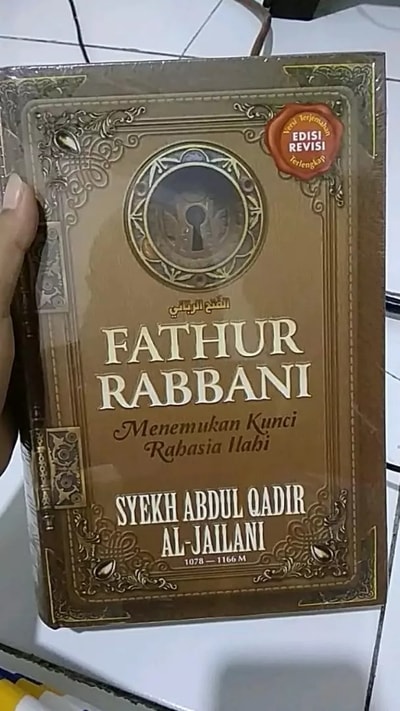 Versi Terjemahan
EDISI
REVISI
Terlengkap
الفتح الرباني
FATHUR
RABBANI
Menemukan Kunci
Rahasia Ilahi
SYEKH ABDUL QADIR
AL-JAILANI
1078 — 1166 M